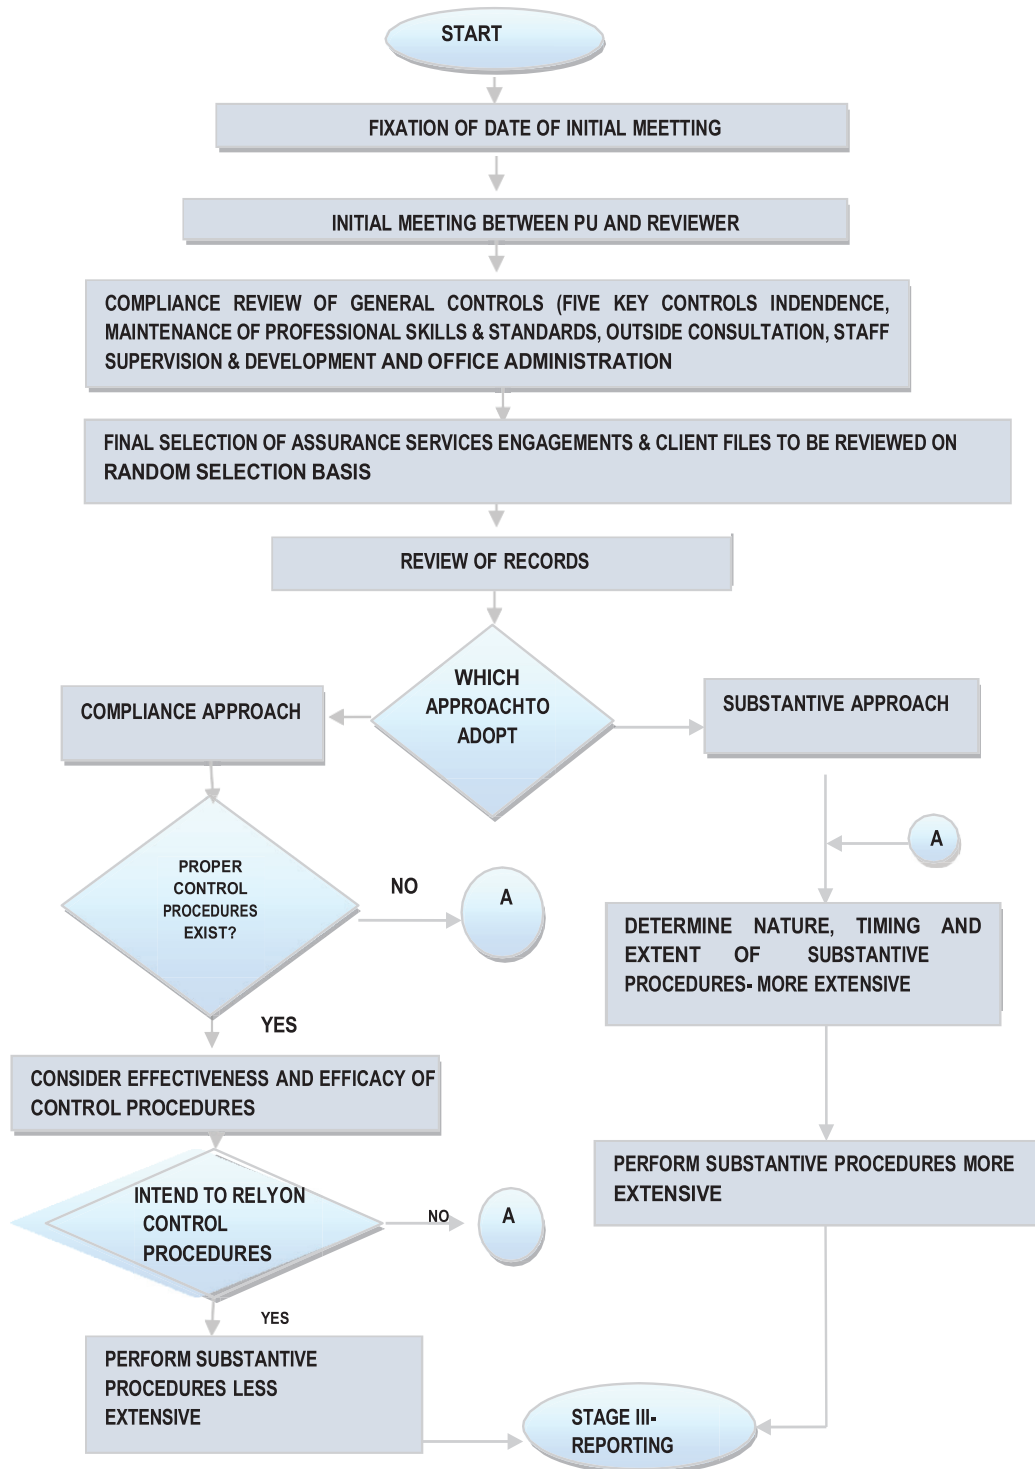 START
FIXATION OF DATE OF INITIAL MEETTING
INITIAL MEETING BETWEEN PU AND REVIEWER
COMPLIANCE REVIEW OF GENERAL CONTROLS (FIVE KEY CONTROLS INDENDENCE,
MAINTENANCE OF PROFESSIONAL SKILLS & STANDARDS, OUTSIDE CONSULTATION, STAFF
SUPERVISION & DEVELOPMENT AND OFFICE ADMINISTRATION
FINAL SELECTION OF ASSURANCE SERVICES ENGAGEMENTS & CLIENT FILES TO BE REVIEWED ON
RANDOM SELECTION BASIS
REVIEW OF RECORDS
WHICH
APPROACHTO
ADOPT
COMPLIANCE APPROACH
SUBSTANTIVE APPROACH
A
PROPER
CONTROL
PROCEDURES
EXIST?
NO
A
DETERMINE NATURE, TIMING AND
EXTENT OF SUBSTANTIVE
PROCEDURES- MORE EXTENSIVE
YES
CONSIDER EFFECTIVENESS AND EFFICACY OF
CONTROL PROCEDURES
PERFORM SUBSTANTIVE PROCEDURES MORE
EXTENSIVE
INTEND TO RELYON
CONTROL
PROCEDURES
NO
A
YES
PERFORM SUBSTANTIVE
PROCEDURES LESS
EXTENSIVE
STAGE III-
REPORTING